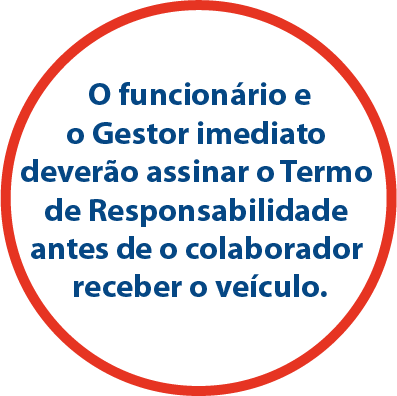 O funcionário e
o Gestor imediato
deverão assinar o Termo
de Responsabilidade
antes de o colaborador
receber o veículo.